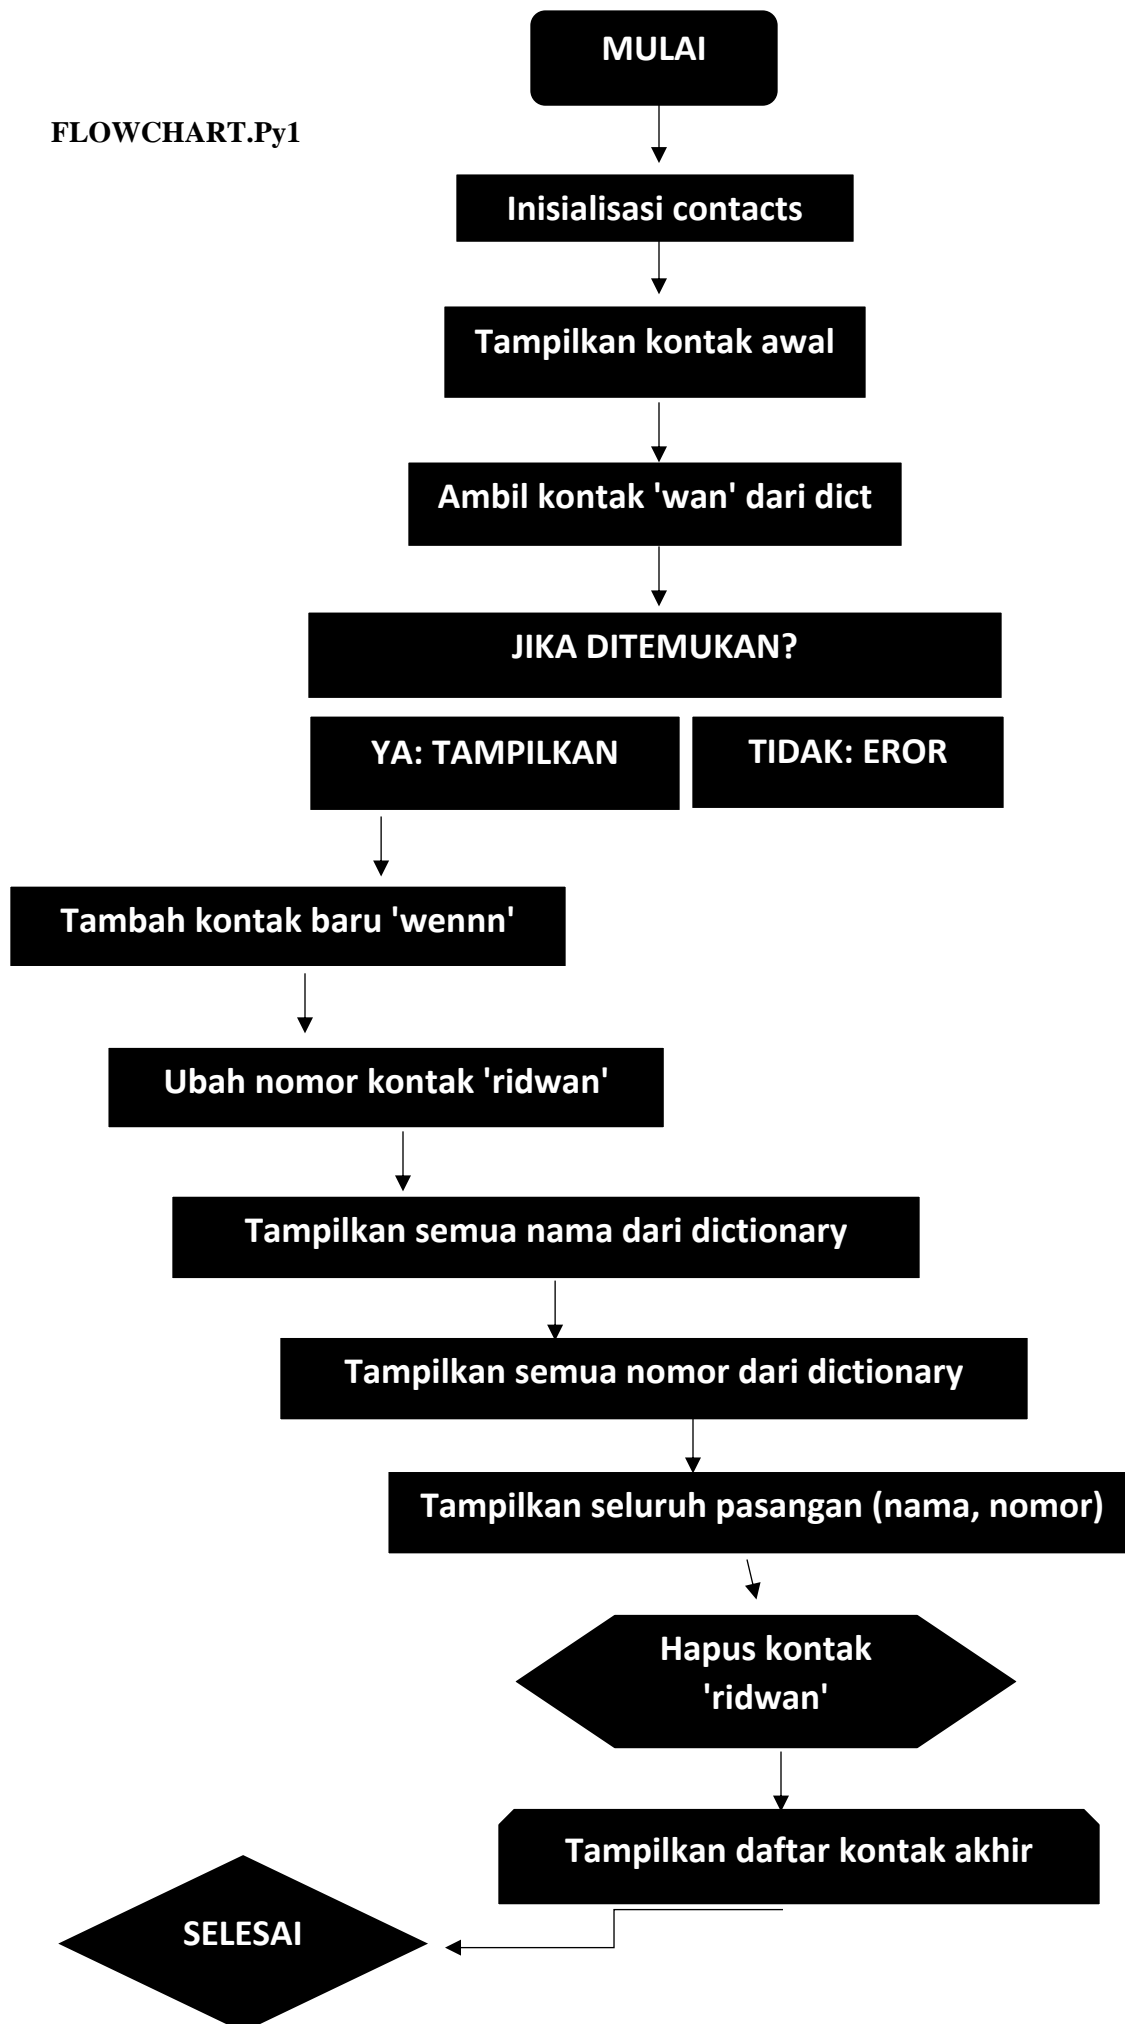 MULAI
FLOWCHART.Py1
Inisialisasi contacts
Tampilkan kontak awal
Ambil kontak 'wan' dari dict
JIKA DITEMUKAN?
YA: TAMPILKAN
TIDAK: EROR
Tambah kontak baru 'wennn'
Ubah nomor kontak 'ridwan'
Tampilkan semua nama dari dictionary
Tampilkan semua nomor dari dictionary
Tampilkan seluruh pasangan (nama, nomor)
Hapus kontak
'ridwan'
Tampilkan daftar kontak akhir
SELESAI